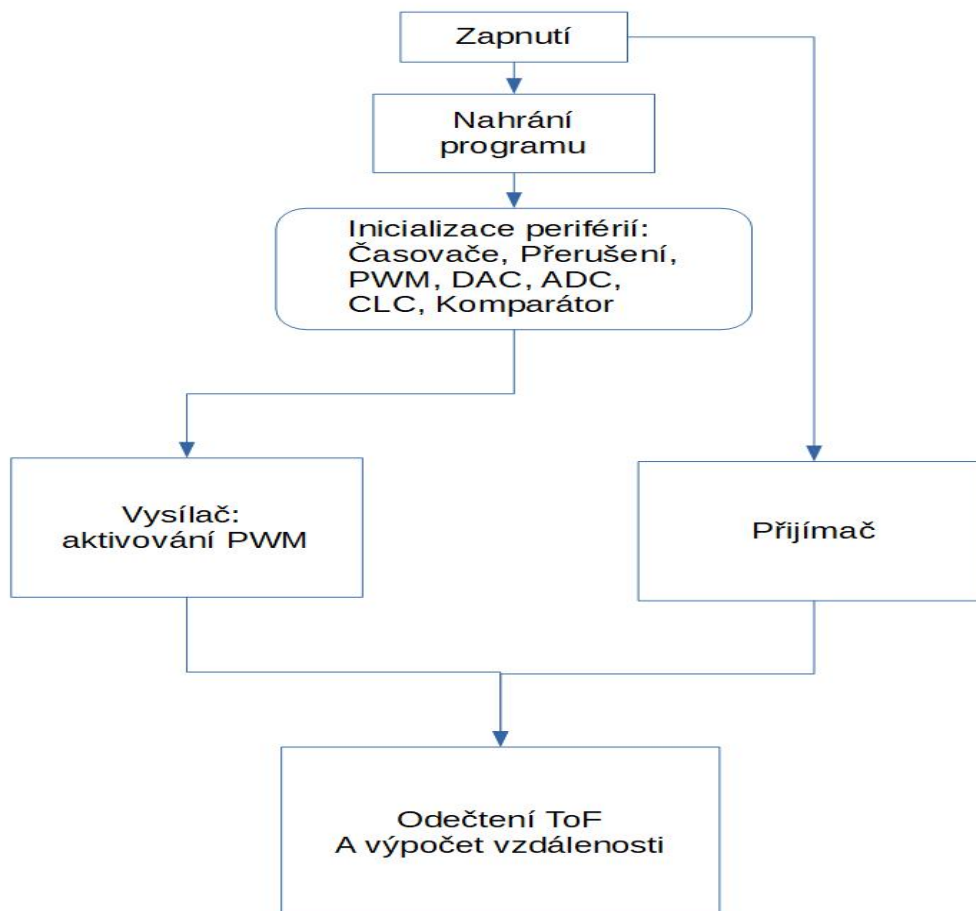 Zapnutí
Nahrání
programu
Inicializace periférií:
Časovače, Přerušení,
PWM, DAC, ADC,
CLC, Komparátor
Vysílač:
aktivování PWM
Přijímač
Odečtení ToF
A výpočet vzdálenosti